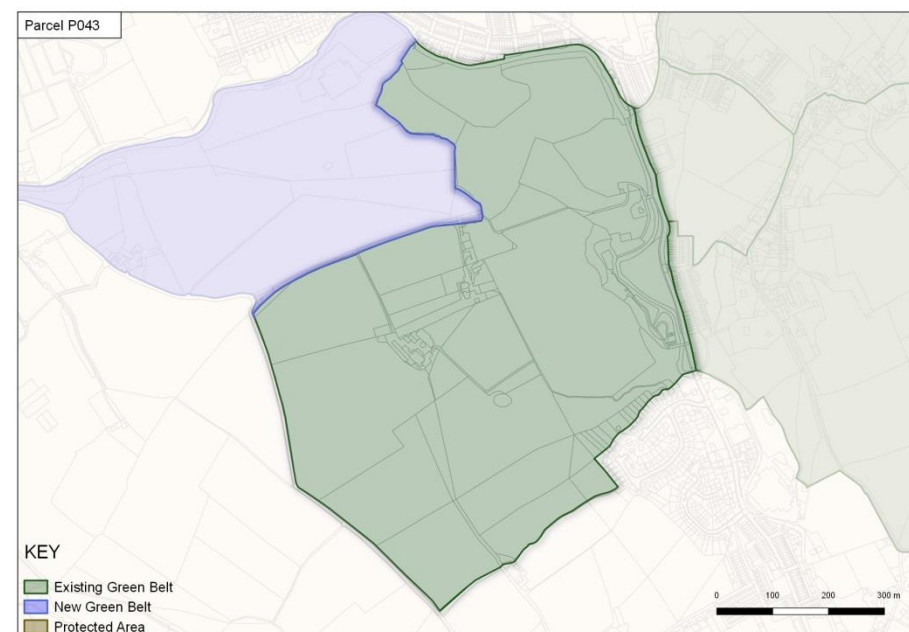 Parcel P043
KEY
Existing Green Belt
New Green Belt
Protected Area
0 100 200 300 m